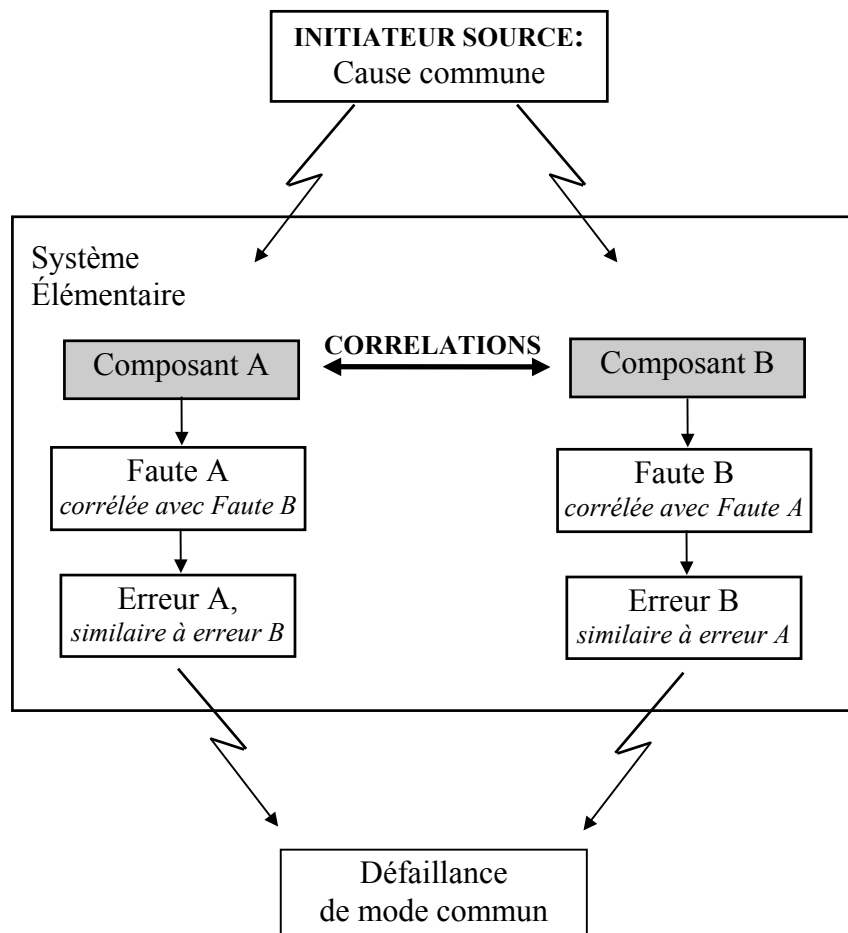 INITIATEUR SOURCE:
Cause commune
Système
Élémentaire
CORRELATIONS
Composant A
Composant B
Faute A
corrélée avec Faute B
Faute B
corrélée avec Faute A
Erreur A,
similaire à erreur B
Erreur B
similaire à erreur A
Défaillance
de mode commun